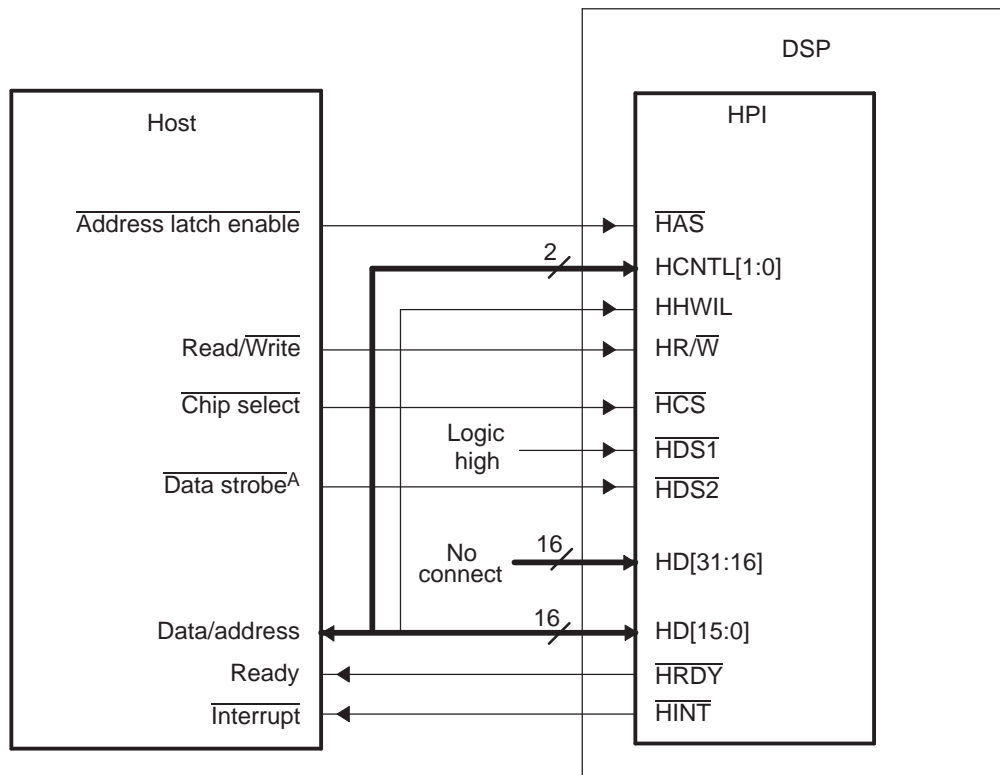 DSP
Host
HPI
Address latch enable
HAS
2
HCNTL[1:0]
HHWIL
Read/Write
HR/W
Chip select
HCS
Logic
high
HDS1
Data strobeA
HDS2
No
connect
16
HD[31:16]
Data/address
16
HD[15:0]
Ready
HRDY
Interrupt
HINT